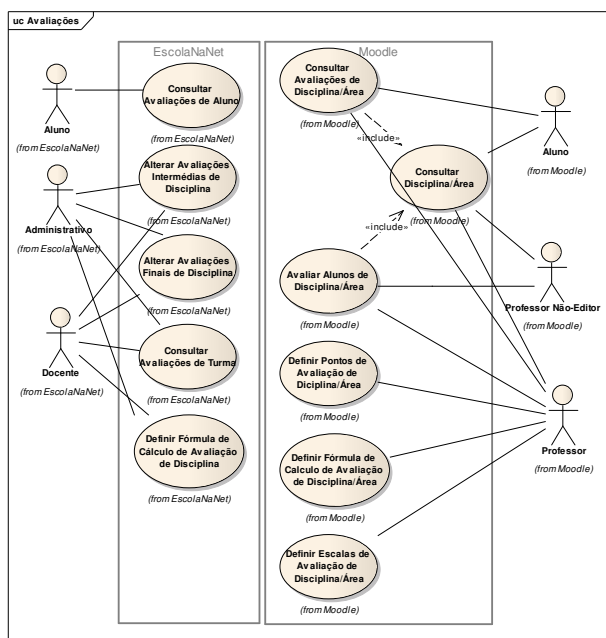 uc Avaliações
EscolaNaNet
Consultar
Avaliações de Aluno
(from EscolaNaNet)
Alterar Avaliações
Intermédias de
Disciplina
(from EscolaNaNet)
Alterar Avaliações
Finais de Disciplina
(from EscolaNaNet)
Consultar
Avaliações de Turma
(from EscolaNaNet)
Definir Fórmula de
Cálculo de Avaliação
de Disciplina
(from EscolaNaNet)
Aluno
(from EscolaNaNet)
Administrativo
(from EscolaNaNet)
Docente
(from EscolaNaNet)
Moodle
Consultar
Avaliações de
Disciplina/Área
(from Moodle)
«include»
Consultar
Disciplina/Área
(from Moodle)
«include»
Avaliar Alunos de
Disciplina/Área
(from Moodle)
Definir Pontos de
Avaliação de
Diciplina/Área
(from Moodle)
Definir Fórmula de
Calculo de Avaliação
de Disciplina/Área
(from Moodle)
Definir Escalas de
Avaliação de
Disciplina/Área
(from Moodle)
Aluno
(from Moodle)
Professor Não-Editor
(from Moodle)
Professor
(from Moodle)